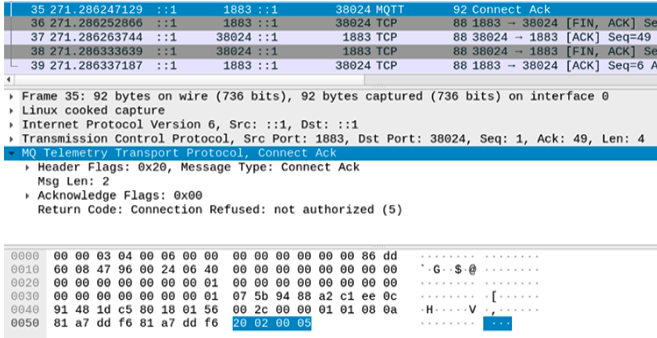 35 271.286247129 ::1 1883 ::1 38024 MQTT 92 Connect Ack
36 271.286252866 ::1 1883 ::1 38024 TCP 88 1883 → 38024 [FIN, ACK] Se
37 271.286263744 ::1 38024 ::1 1883 TCP 88 38024 → 1883 [ACK] Seq=49
38 271.286333639 ::1 38024 ::1 1883 TCP 88 38024 → 1883 [FIN, ACK] Se
39 271.286337187 ::1 1883 ::1 38024 TCP 88 1883 → 38024 [ACK] Seq=6 A
Frame 35: 92 bytes on wire (736 bits), 92 bytes captured (736 bits) on interface 0
Linux cooked capture
Internet Protocol Version 6, Src: ::1, Dst: ::1
Transmission Control Protocol, Src Port: 1883, Dst Port: 38024, Seq: 1, Ack: 49, Len: 4
MQ Telemetry Transport Protocol, Connect Ack
Header Flags: 0x20, Message Type: Connect Ack
Msg Len: 2
Acknowledge Flags: 0x00
Return Code: Connection Refused: not authorized (5)
0000 00 00 03 04 00 06 00 00 00 00 00 00 00 00 86 dd ········ ········
0010 60 08 47 96 00 24 06 40 00 00 00 00 00 00 00 00 `·G··$·@ ········
0020 00 00 00 00 00 00 00 01 00 00 00 00 00 00 00 00 ········ ········
0030 00 00 00 00 00 00 00 01 07 5b 94 88 a2 c1 ee 0c ········ ·[······
0040 91 48 1d c5 80 18 01 56 00 2c 00 00 01 01 08 0a ·H·····V ·,······
0050 81 a7 dd f6 81 a7 dd f6 20 02 00 05 ········ ···